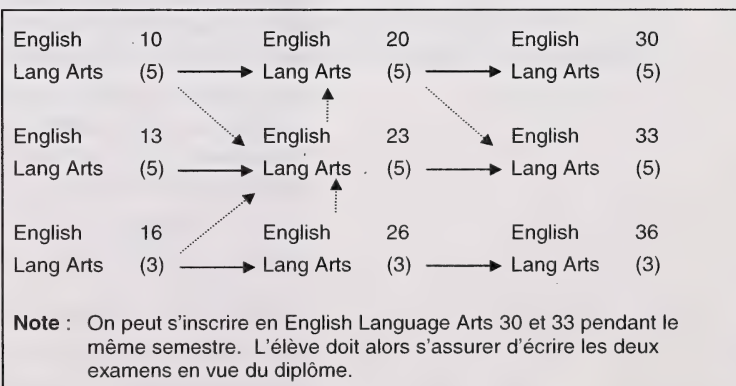 English 10 English 20 English 30
Lang Arts (5) Lang Arts (5) Lang Arts (5)
English 13 English 23 English 33
Lang Arts (5) Lang Arts (5) Lang Arts (5)
English 16 English 26 English 36
Lang Arts (3) Lang Arts (3) Lang Arts (3)
Note : On peut s'inscrire en English Language Arts 30 et 33 pendant le
même semestre. L'élève doit alors s'assurer d'écrire les deux
examens en vue du diplôme.